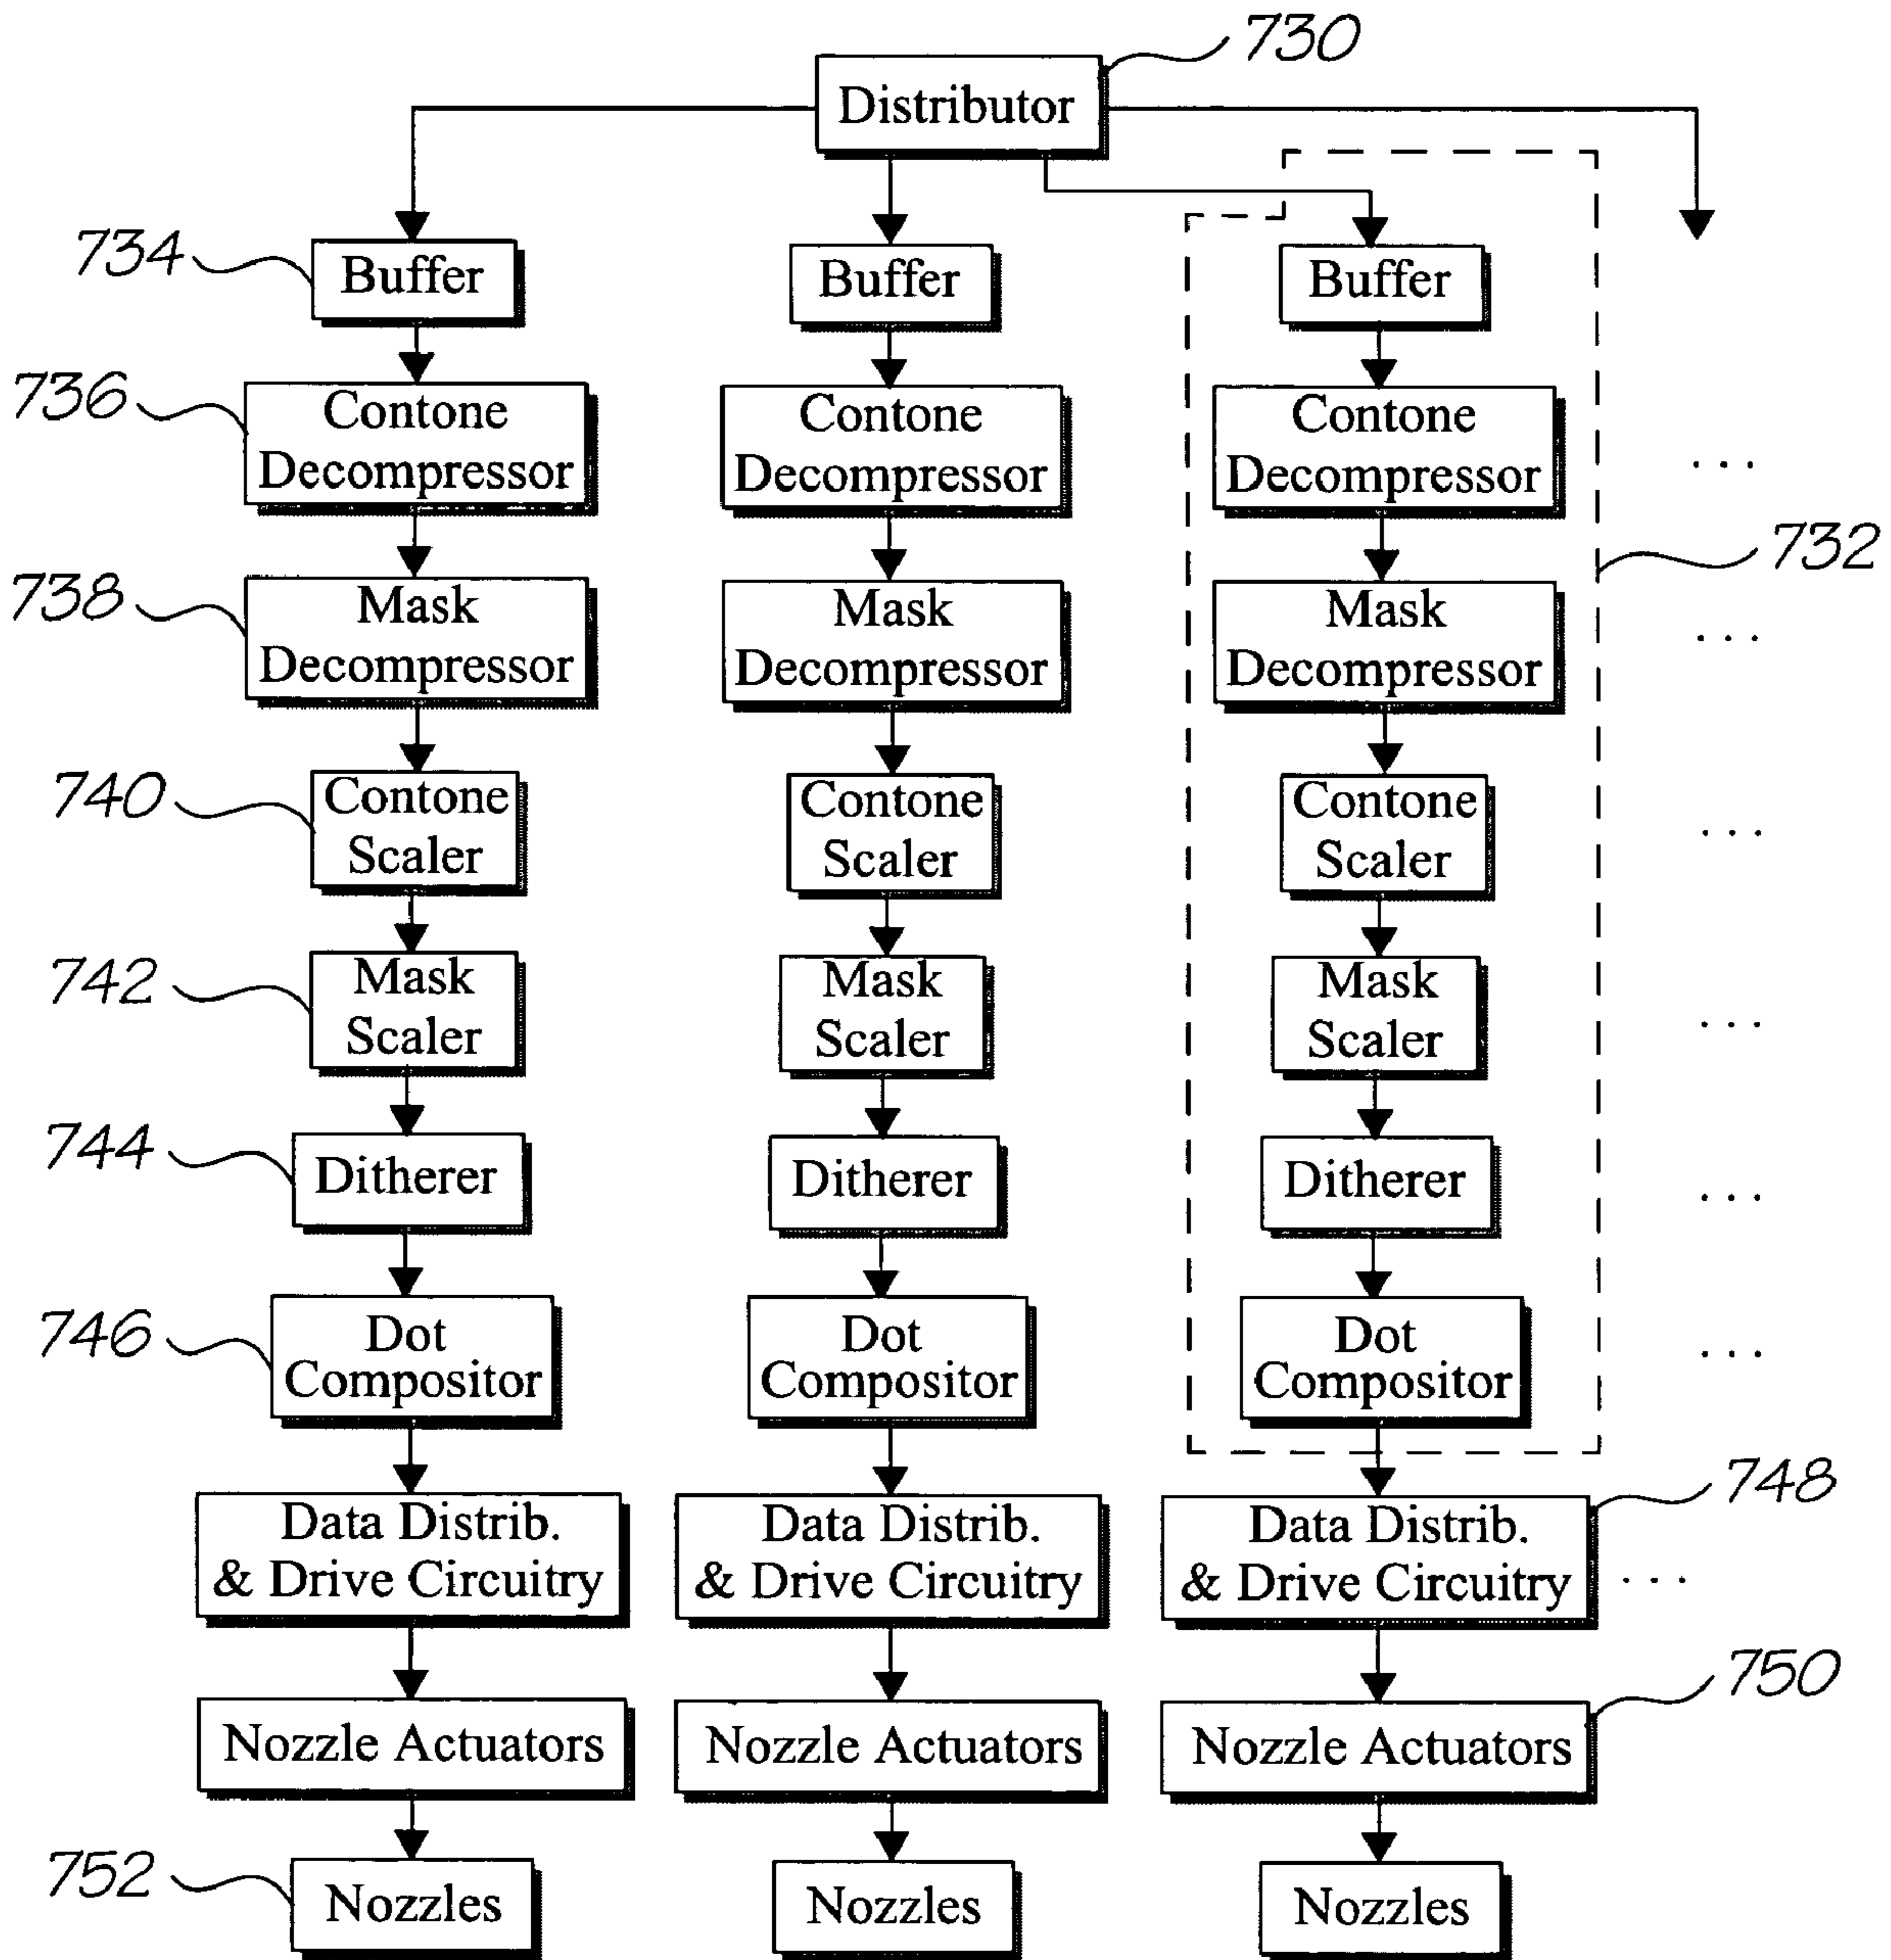 730
Distributor
734
Buffer
Buffer
Buffer
736
Contone
Decompressor
Contone
Decompressor
Contone
Decompressor
...
732
738
Mask
Decompressor
Mask
Decompressor
Mask
Decompressor
...
740
Contone
Scaler
Contone
Scaler
Contone
Scaler
...
742
Mask
Scaler
Mask
Scaler
Mask
Scaler
...
744
Ditherer
Ditherer
Ditherer
...
746
Dot
Compositor
Dot
Compositor
Dot
Compositor
...
748
Data Distrib.
& Drive Circuitry
Data Distrib.
& Drive Circuitry
Data Distrib.
& Drive Circuitry
...
750
Nozzle Actuators
Nozzle Actuators
Nozzle Actuators
752
Nozzles
Nozzles
Nozzles